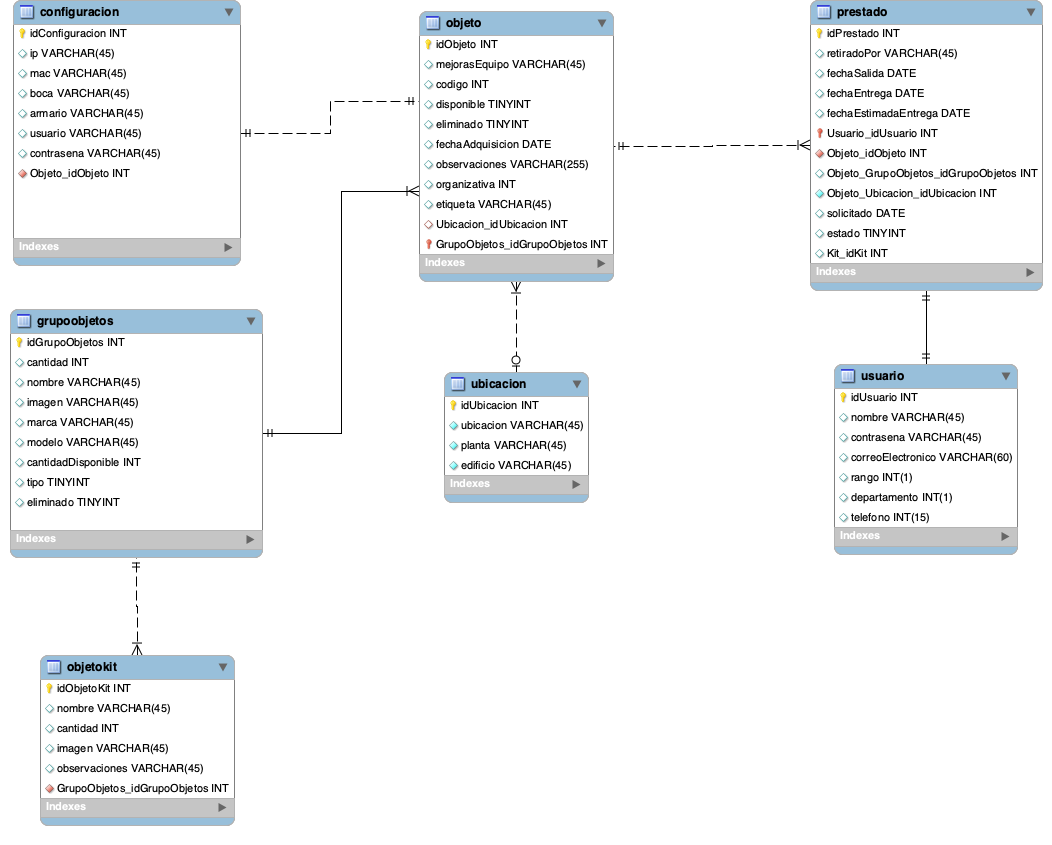 configuracion
idConfiguracion INT
ip VARCHAR(45)
mac VARCHAR(45)
boca VARCHAR(45)
armario VARCHAR(45)
usuario VARCHAR(45)
contrasena VARCHAR(45)
Objeto_idObjeto INT
Indexes
objeto
idObjeto INT
mejorasEquipo VARCHAR(45)
codigo INT
disponible TINYINT
eliminado TINYINT
fechaAdquisicion DATE
observaciones VARCHAR(255)
organizativa INT
etiqueta VARCHAR(45)
Ubicacion_idUbicacion INT
GrupoObjetos_idGrupoObjetos INT
Indexes
prestado
idPrestado INT
retiradoPor VARCHAR(45)
fechaSalida DATE
fechaEntrega DATE
fechaEstimadaEntrega DATE
Usuario_idUsuario INT
Objeto_idObjeto INT
Objeto_GrupoObjetos_idGrupoObjetos INT
Objeto_Ubicacion_idUbicacion INT
solicitado DATE
estado TINYINT
Kit_idKit INT
Indexes
grupoobjetos
idGrupoObjetos INT
cantidad INT
nombre VARCHAR(45)
imagen VARCHAR(45)
marca VARCHAR(45)
modelo VARCHAR(45)
cantidadDisponible INT
tipo TINYINT
eliminado TINYINT
Indexes
ubicacion
idUbicacion INT
ubicacion VARCHAR(45)
planta VARCHAR(45)
edificio VARCHAR(45)
Indexes
usuario
idUsuario INT
nombre VARCHAR(45)
contrasena VARCHAR(45)
correoElectronico VARCHAR(60)
rango INT(1)
departamento INT(1)
telefono INT(15)
Indexes
objetokit
idObjetoKit INT
nombre VARCHAR(45)
cantidad INT
imagen VARCHAR(45)
observaciones VARCHAR(45)
GrupoObjetos_idGrupoObjetos INT
Indexes